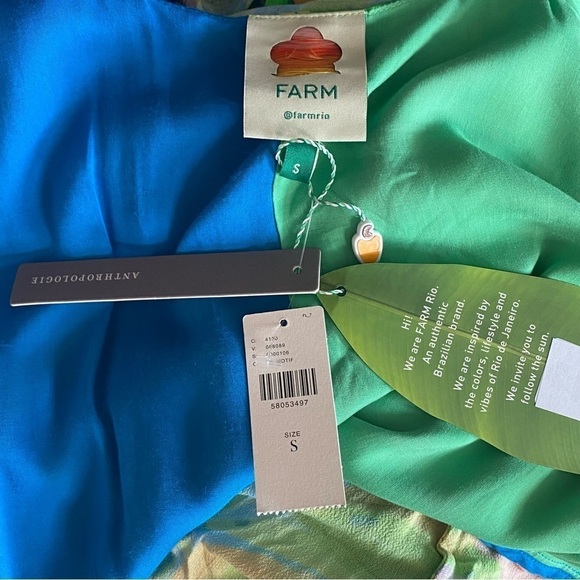 FARM
@farmrio
S
ANTHROPOLOGIE
Hi!
We are FARM Rio.
An authentic
Brazilian brand.
We are inspired by
the colors, lifestyle and
vibes of Rio de Janeiro.
We invite you to
follow the sun.
58053497
SIZE
S